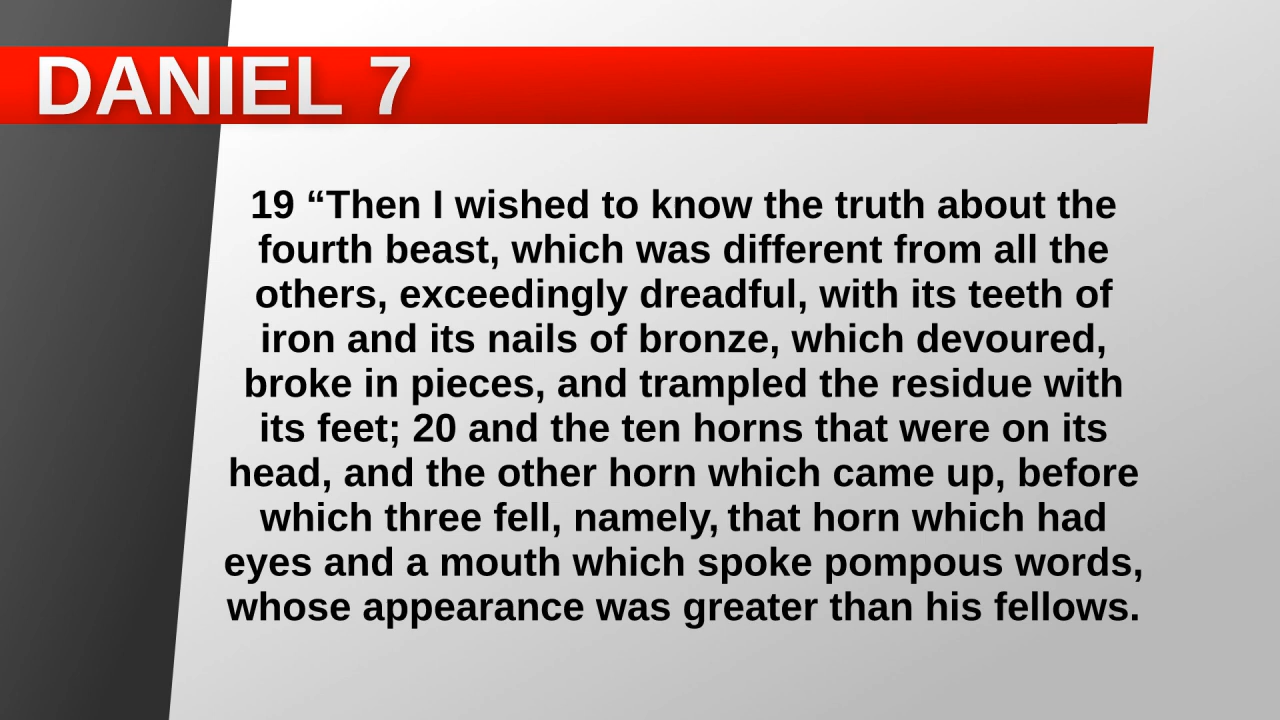 DANIEL 7
19 “Then I wished to know the truth about the
fourth beast, which was different from all the
others, exceedingly dreadful, with its teeth of
iron and its nails of bronze, which devoured,
broke in pieces, and trampled the residue with
its feet; 20 and the ten horns that were on its
head, and the other horn which came up, before
which three fell, namely, that horn which had
eyes and a mouth which spoke pompous words,
whose appearance was greater than his fellows.